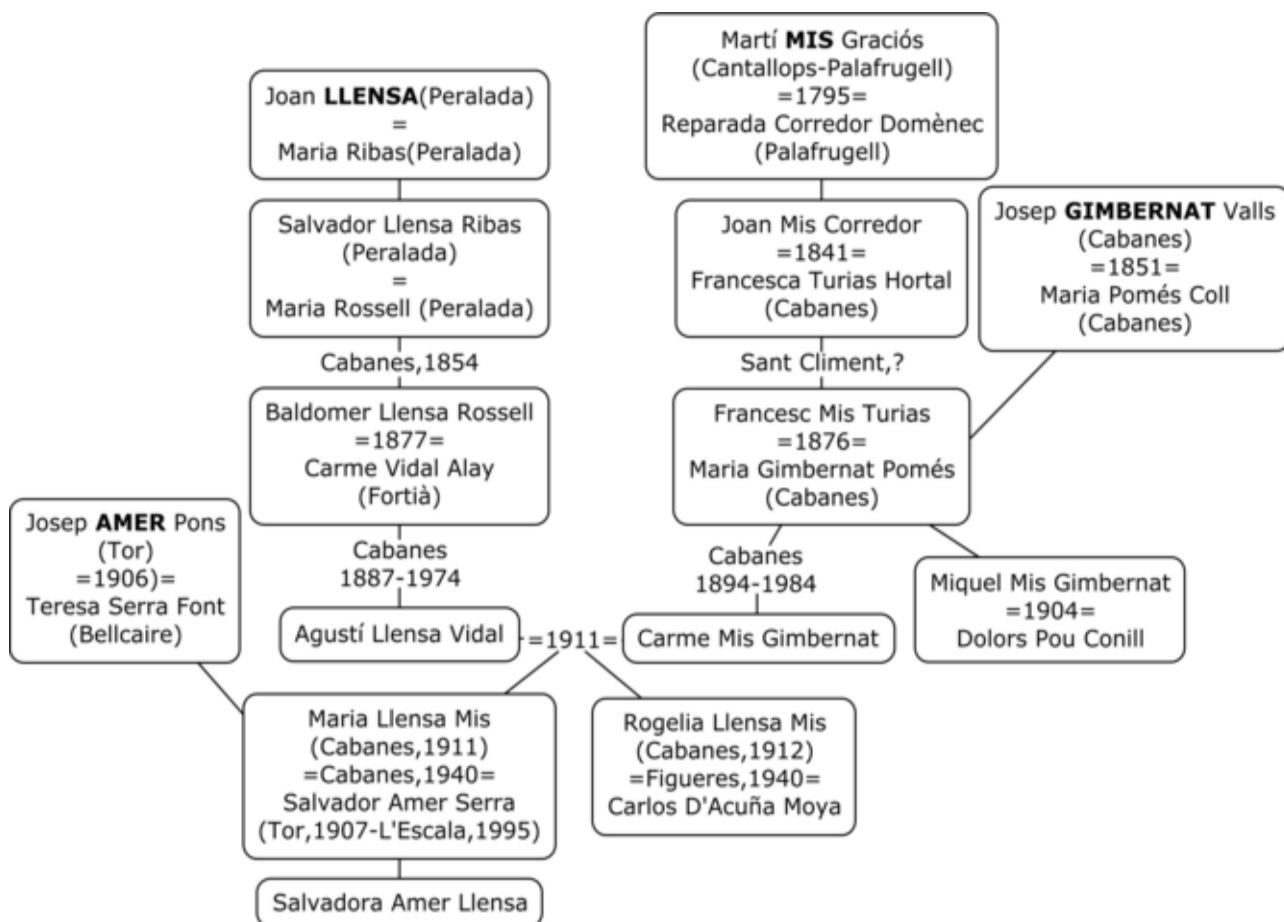 Martí MIS Graciós
(Cantallops-Palafrugell)
=1795=
Reparada Corredor Domènec
(Palafrugell)
Joan LLENSA(Peralada)
=
Maria Ribas(Peralada)
Salvador Llensa Ribas
(Peralada)
=
Maria Rossell (Peralada)
Joan Mis Corredor
=1841=
Francesca Turias Hortal
(Cabanes)
Josep GIMBERNAT Valls
(Cabanes)
=1851=
Maria Pomés Coll
(Cabanes)
Cabanes,1854
Sant Climent,?
Baldomer Llensa Rossell
=1877=
Carme Vidal Alay
(Fortià)
Francesc Mis Turias
=1876=
Maria Gimbernat Pomés
(Cabanes)
Josep AMER Pons
(Tor)
=1906)=
Teresa Serra Font
(Bellcaire)
Cabanes
1887-1974
Cabanes
1894-1984
Miquel Mis Gimbernat
=1904=
Dolors Pou Conill
Agustí Llensa Vidal
=1911=
Carme Mis Gimbernat
Maria Llensa Mis
(Cabanes,1911)
=Cabanes,1940=
Salvador Amer Serra
(Tor,1907-L'Escala,1995)
Rogelia Llensa Mis
(Cabanes,1912)
=Figueres,1940=
Carlos D'Acuña Moya
Salvadora Amer Llensa